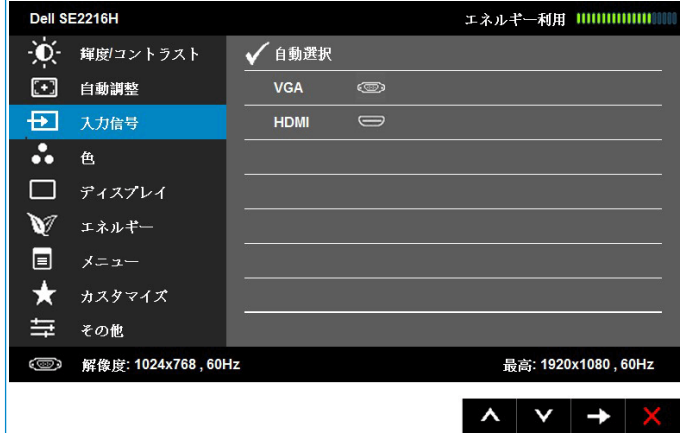 Dell SE2216H エネルギー利用
輝度/コントラスト
自動選択
自動調整
VGA
入力信号
HDMI
色
ディスプレイ
エネルギー
メニュー
カスタマイズ
その他
解像度: 1024x768 , 60Hz
最高: 1920x1080 , 60Hz